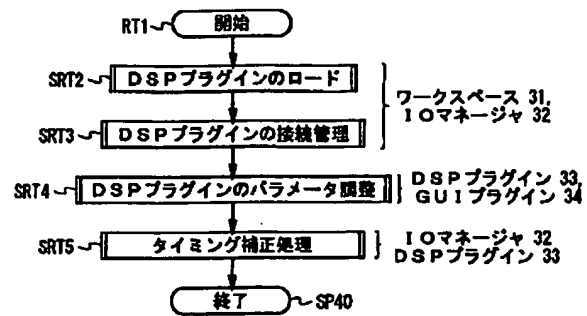 RT1 開始
SRT2 DSPプラグインのロード
ワークスペース 31,
IOマネージャ 32
SRT3 DSPプラグインの接続管理
SRT4 DSPプラグインのパラメータ調整
DSPプラグイン 33,
GUIプラグイン 34
SRT5 タイミング補正処理
IOマネージャ 32
DSPプラグイン 33
終了 SP40